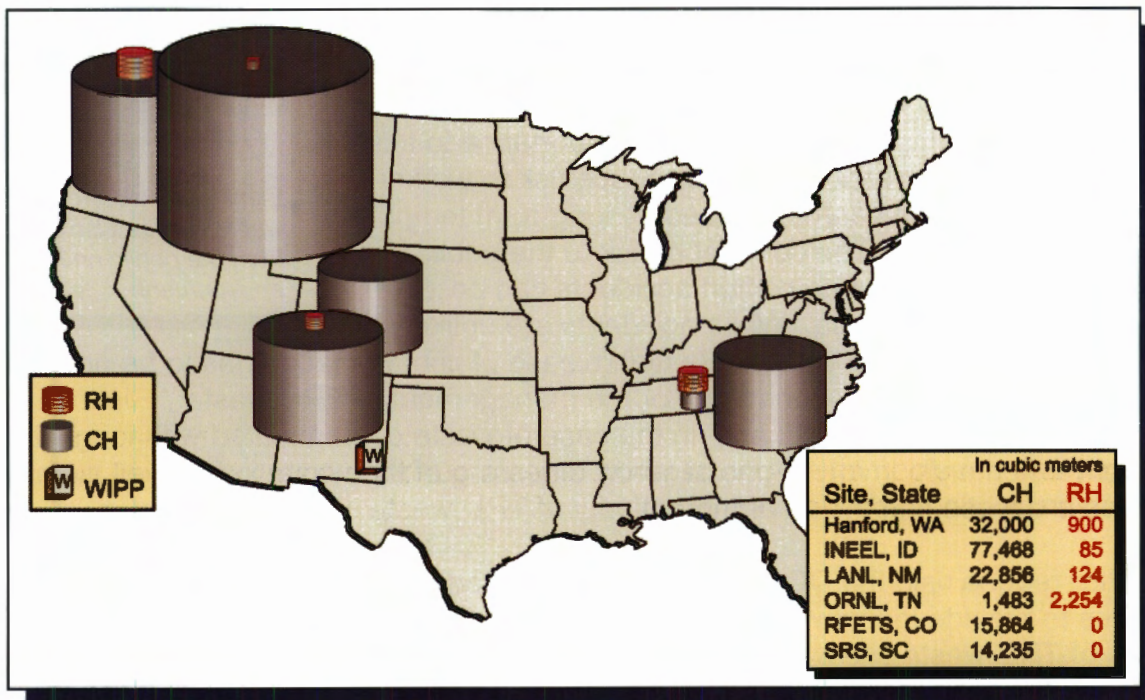 W
RH
CH
W WIPP
In cubic meters
Site, State CH RH
Hanford, WA 32,000 900
INEEL, ID 77,468 85
LANL, NM 22,856 124
ORNL, TN 1,483 2,254
RFETS, CO 15,864 0
SRS, SC 14,235 0